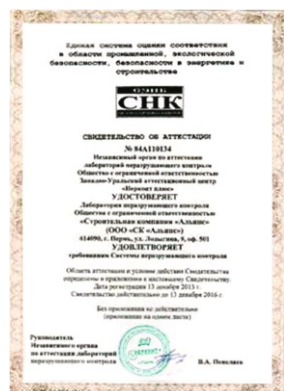 Единая система оценки соответствия
в области промышленной, экологической
безопасности, безопасности в энергетике и
строительстве
СНК
СВИДЕТЕЛЬСТВО ОБ АТТЕСТАЦИИ
№ 84А110134
Независимый орган по аттестации
лабораторий неразрушающего контроля
Общество с ограниченной ответственностью
Западно-Уральский аттестационный центр
УДОСТОВЕРЯЕТ
Лаборатория неразрушающего контроля
Общества с ограниченной ответственностью
«Строительная компания «Альянс»
(ООО «СК «Альянс»)
614090, г. Пермь, ул. Лодыгина, 9, оф. 501
УДОВЛЕТВОРЯЕТ
требованиям Системы неразрушающего контроля
Область аттестации и условия действия Свидетельства
определены в приложении к настоящему Свидетельству.
Дата регистрации 13 декабря 2013 г.
Свидетельство действительно до 13 декабря 2016 г.
Без приложения не действительно
(приложение на одном листе)
Руководитель
Независимого органа
по аттестации лабораторий
неразрушающего контроля
В.А.